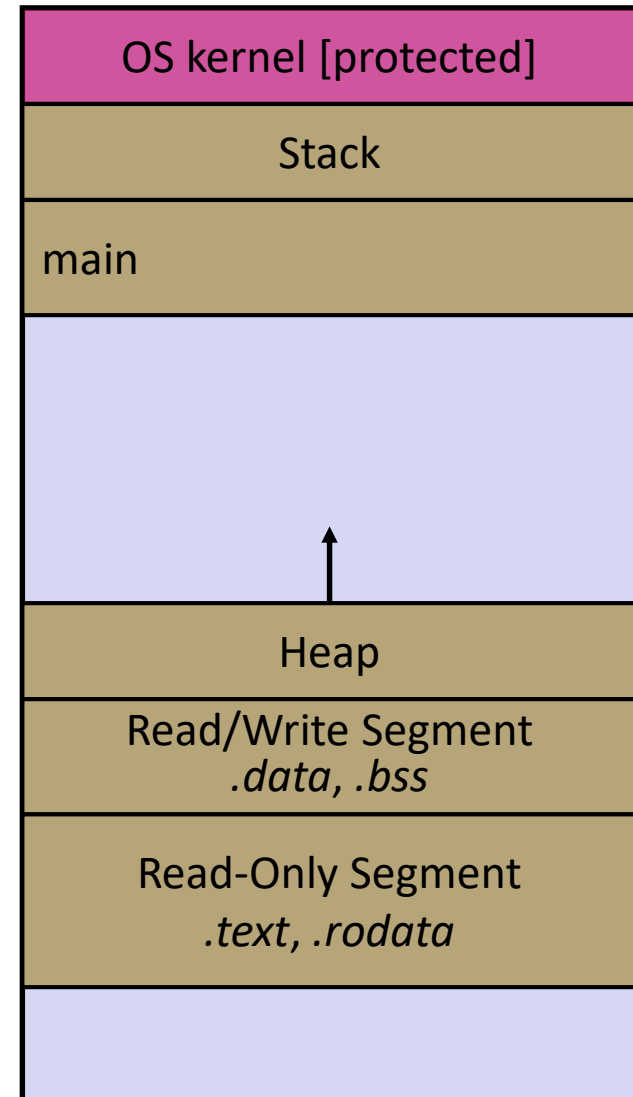 OS kernel [protected]
Stack
main
Heap
Read/Write Segment
.data, .bss
Read-Only Segment
.text, .rodata